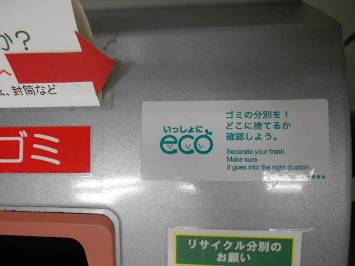 か?
へ
、封筒など
ゴミ
いっしょに
eco
ゴミの分別を!
どこに捨てるか
確認しよう。
Separate your trash.
Make sure
it goes into the right dustbin.
リサイクル分別の
お願い